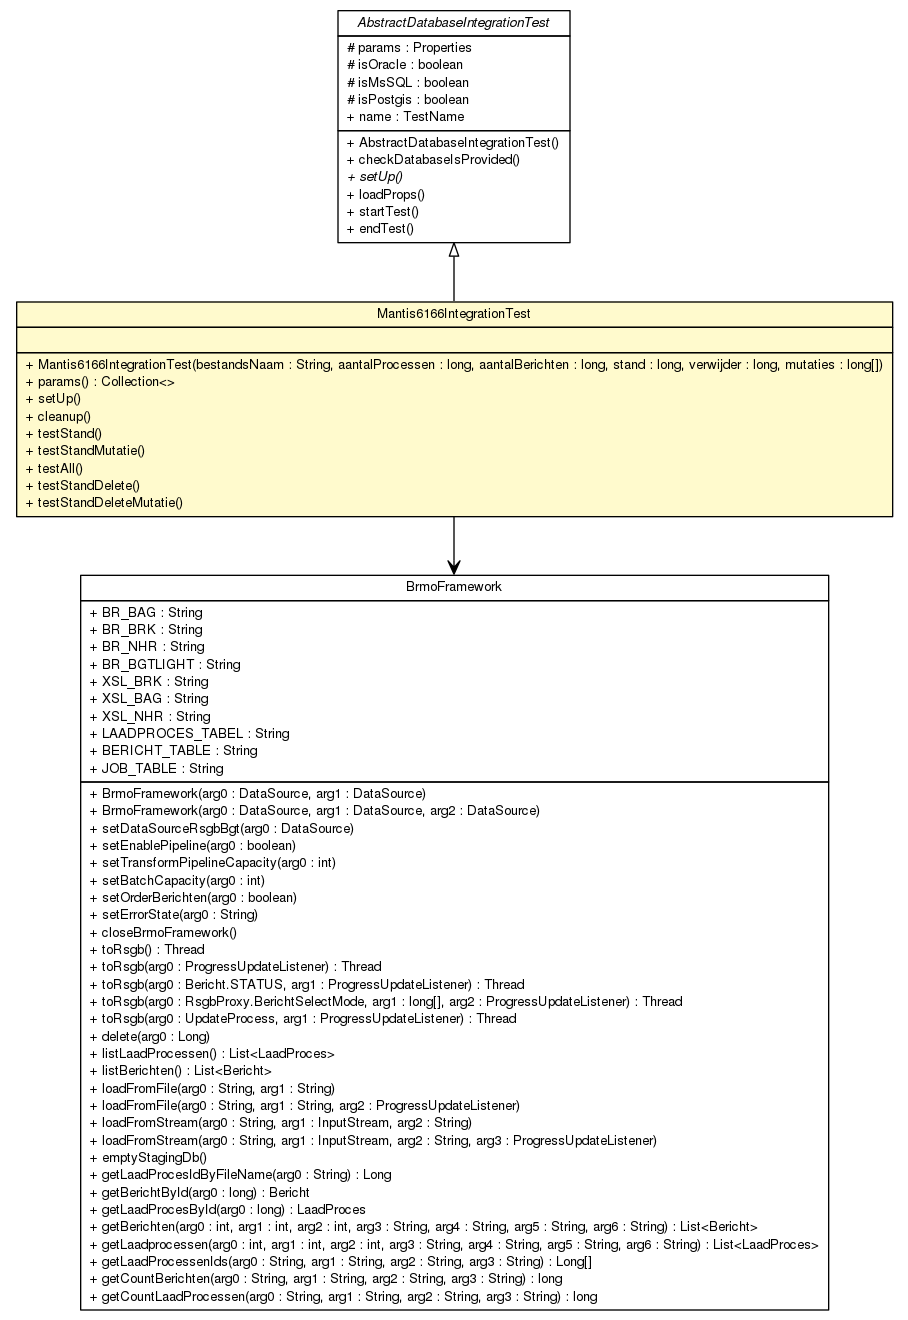 AbstractDatabaseIntegrationTest
# params : Properties
# isOracle : boolean
# isMsSQL : boolean
# isPostgis : boolean
+ name : TestName
+ AbstractDatabaseIntegrationTest()
+ checkDatabaseIsProvided()
+ setUp()
+ loadProps()
+ startTest()
+ endTest()
Mantis6166IntegrationTest
+ Mantis6166IntegrationTest(bestandsNaam : String, aantalProcessen : long, aantalBerichten : long, stand : long, verwijder : long, mutaties : long[])
+ params() : Collection<>
+ setUp()
+ cleanup()
+ testStand()
+ testStandMutatie()
+ testAll()
+ testStandDelete()
+ testStandDeleteMutatie()
BrmoFramework
+ BR_BAG : String
+ BR_BRK : String
+ BR_NHR : String
+ BR_BGTLIGHT : String
+ XSL_BRK : String
+ XSL_BAG : String
+ XSL_NHR : String
+ LAADPROCES_TABEL : String
+ BERICHT_TABLE : String
+ JOB_TABLE : String
+ BrmoFramework(arg0 : DataSource, arg1 : DataSource)
+ BrmoFramework(arg0 : DataSource, arg1 : DataSource, arg2 : DataSource)
+ setDataSourceRsgbBgt(arg0 : DataSource)
+ setEnablePipeline(arg0 : boolean)
+ setTransformPipelineCapacity(arg0 : int)
+ setBatchCapacity(arg0 : int)
+ setOrderBerichten(arg0 : boolean)
+ setErrorState(arg0 : String)
+ closeBrmoFramework()
+ toRsgb() : Thread
+ toRsgb(arg0 : ProgressUpdateListener) : Thread
+ toRsgb(arg0 : Bericht.STATUS, arg1 : ProgressUpdateListener) : Thread
+ toRsgb(arg0 : RsgbProxy.BerichtSelectMode, arg1 : long[], arg2 : ProgressUpdateListener) : Thread
+ toRsgb(arg0 : UpdateProcess, arg1 : ProgressUpdateListener) : Thread
+ delete(arg0 : Long)
+ listLaadProcessen() : List<LaadProces>
+ listBerichten() : List<Bericht>
+ loadFromFile(arg0 : String, arg1 : String)
+ loadFromFile(arg0 : String, arg1 : String, arg2 : ProgressUpdateListener)
+ loadFromStream(arg0 : String, arg1 : InputStream, arg2 : String)
+ loadFromStream(arg0 : String, arg1 : InputStream, arg2 : String, arg3 : ProgressUpdateListener)
+ emptyStagingDb()
+ getLaadProcesIdByFileName(arg0 : String) : Long
+ getBerichtById(arg0 : long) : Bericht
+ getLaadProcesById(arg0 : long) : LaadProces
+ getBerichten(arg0 : int, arg1 : int, arg2 : int, arg3 : String, arg4 : String, arg5 : String, arg6 : String) : List<Bericht>
+ getLaadprocessen(arg0 : int, arg1 : int, arg2 : int, arg3 : String, arg4 : String, arg5 : String, arg6 : String) : List<LaadProces>
+ getLaadProcessenIds(arg0 : String, arg1 : String, arg2 : String, arg3 : String) : Long[]
+ getCountBerichten(arg0 : String, arg1 : String, arg2 : String, arg3 : String) : long
+ getCountLaadProcessen(arg0 : String, arg1 : String, arg2 : String, arg3 : String) : long